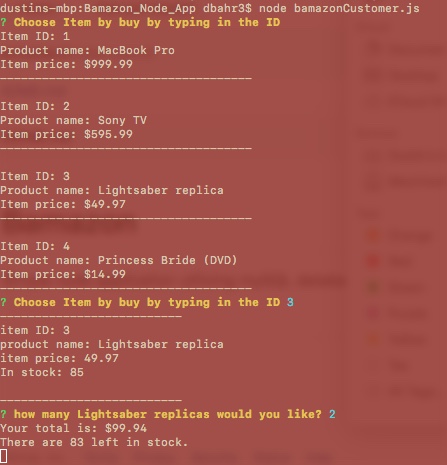 dustins-mbp:Bamazon_Node_App dbahr3$ node bamazonCustomer.js
? Choose Item by buy by typing in the ID
Item ID: 1
Product name: MacBook Pro
Item price: $999.99
------------------------------------
Item ID: 2
Product name: Sony TV
Item price: $595.99
------------------------------------
Item ID: 3
Product name: Lightsaber replica
Item price: $49.97
------------------------------------
Item ID: 4
Product name: Princess Bride (DVD)
Item price: $14.99
------------------------------------
? Choose Item by buy by typing in the ID 3
--------------------------
item ID: 3
product name: Lightsaber replica
item price: 49.97
In stock: 85
--------------------------
? how many Lightsaber replicas would you like? 2
Your total is: $99.94
There are 83 left in stock.